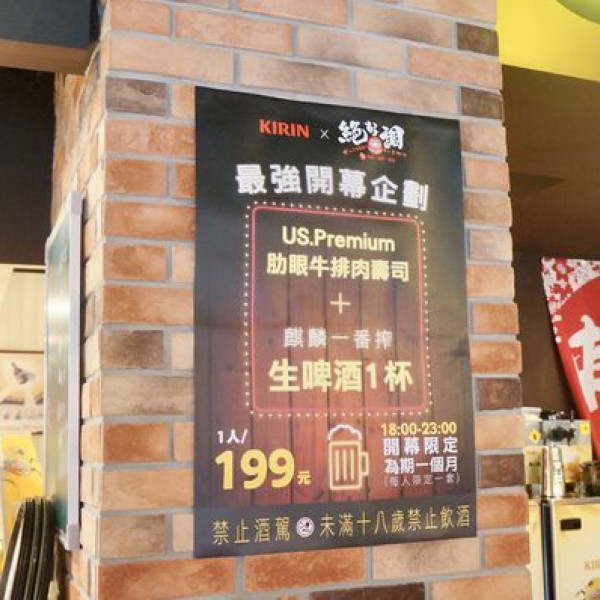 KIRIN × 絕好調
最強開幕企劃
US.Premium
肋眼牛排肉壽司
+
麒麟一番搾
生啤酒1杯
1人/
199元
18:00-23:00
開幕限定
為期一個月
(每人限定一套)
禁止酒駕 未滿十八歲禁止飲酒